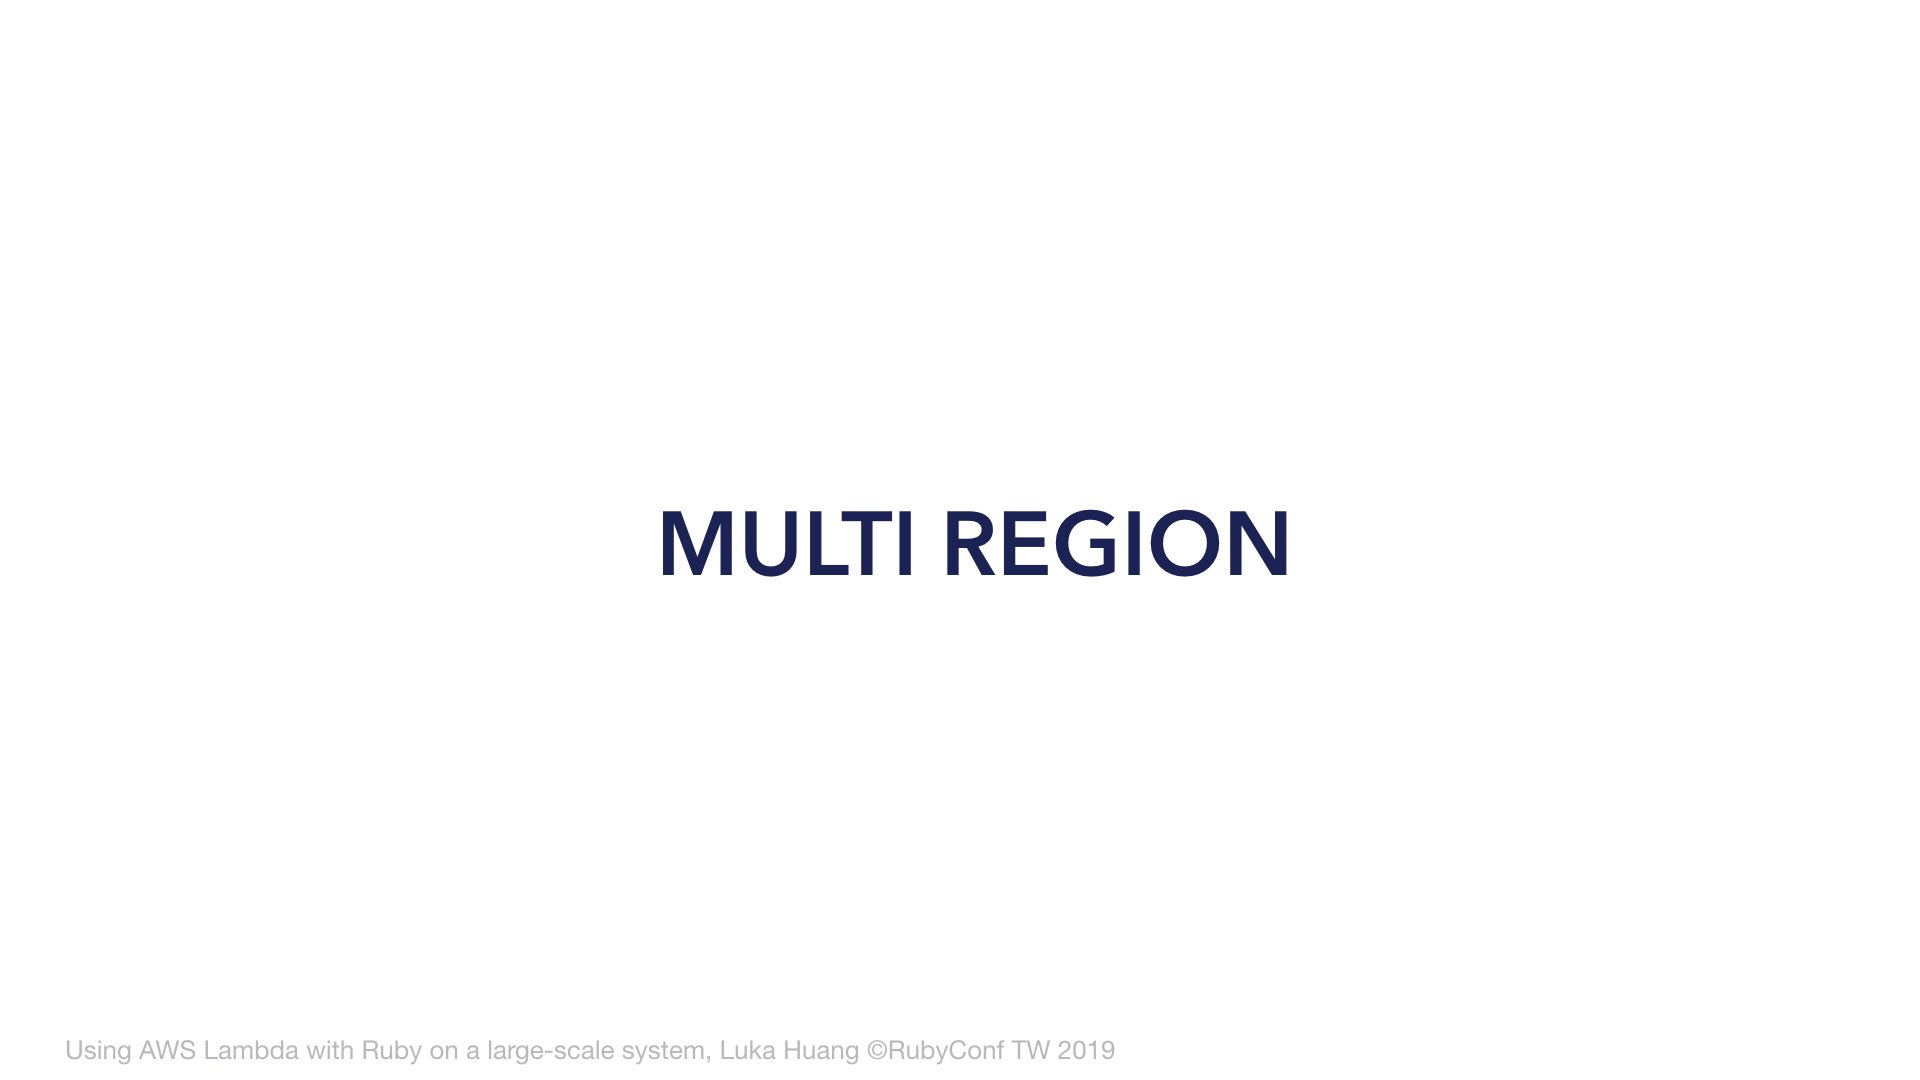 MULTI REGION
Using AWS Lambda with Ruby on a large-scale system, Luka Huang ©RubyConf TW 2019